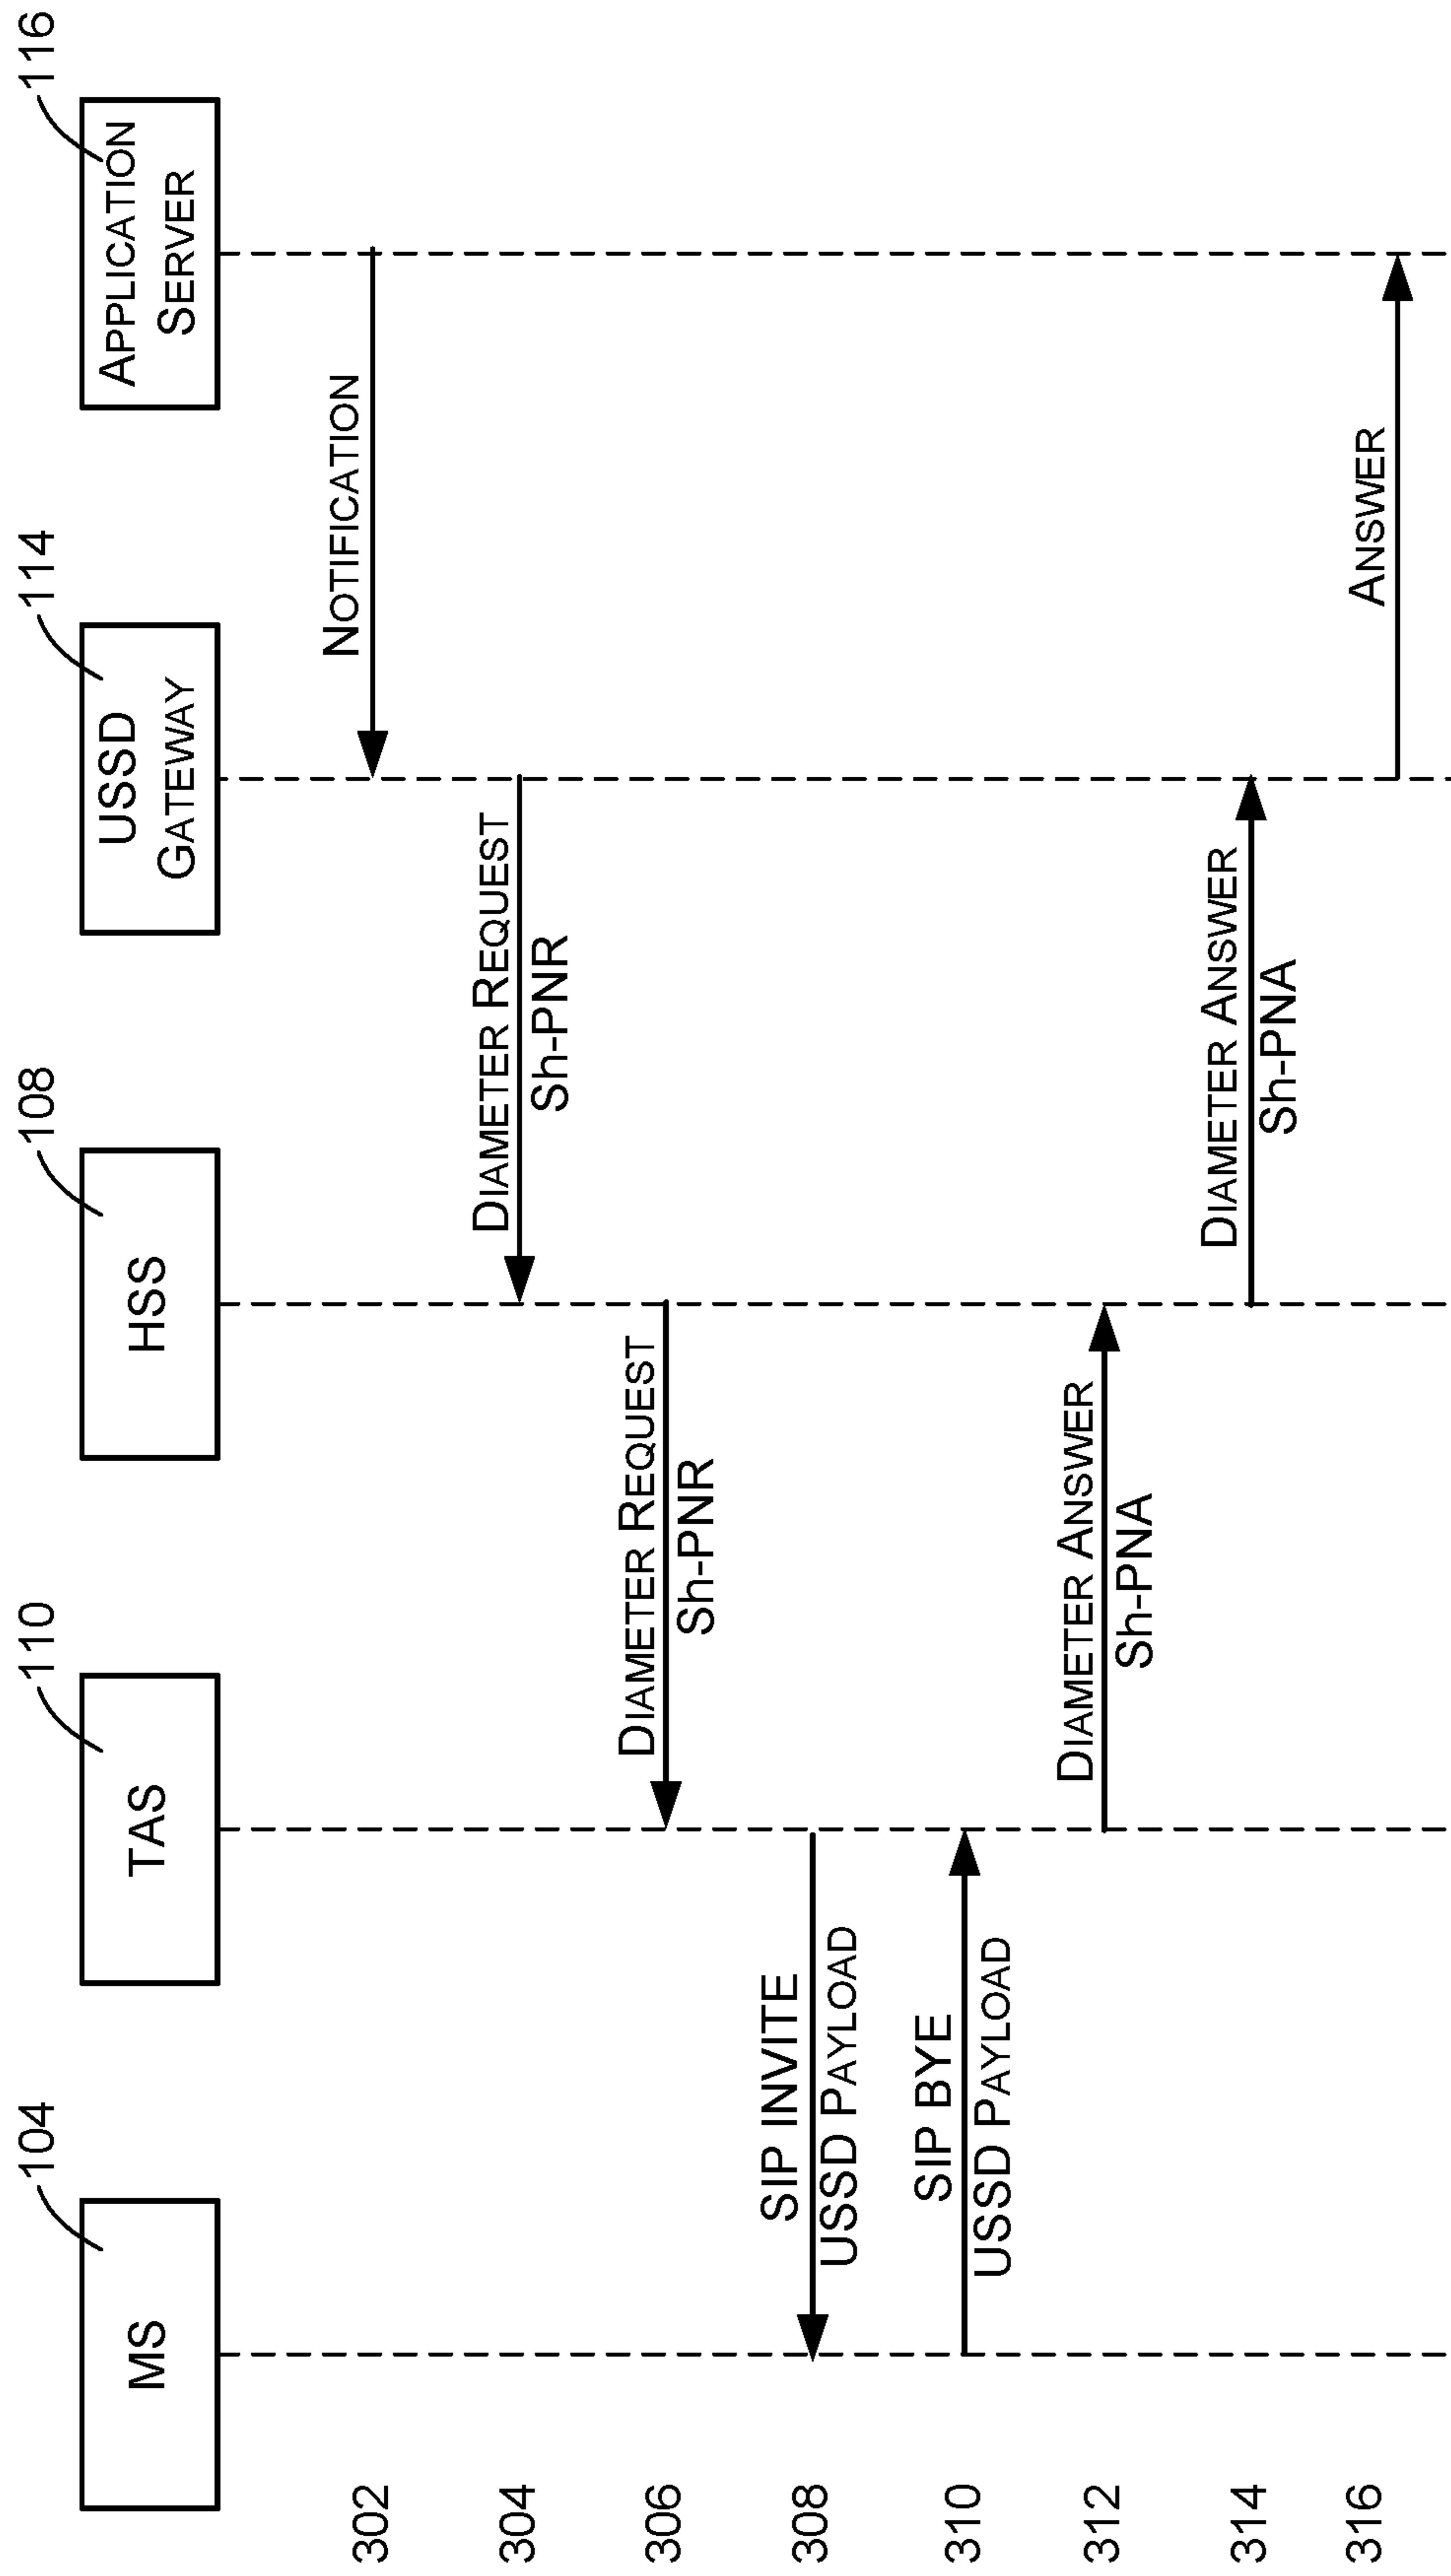 104
110
108
114
116
MS
TAS
HSS
USSD
GATEWAY
APPLICATION
SERVER
302
NOTIFICATION
304
DIAMETER REQUEST
Sh-PNR
306
DIAMETER REQUEST
Sh-PNR
308
SIP INVITE
USSD PAYLOAD
310
SIP BYE
USSD PAYLOAD
312
DIAMETER ANSWER
Sh-PNA
314
DIAMETER ANSWER
Sh-PNA
316
ANSWER